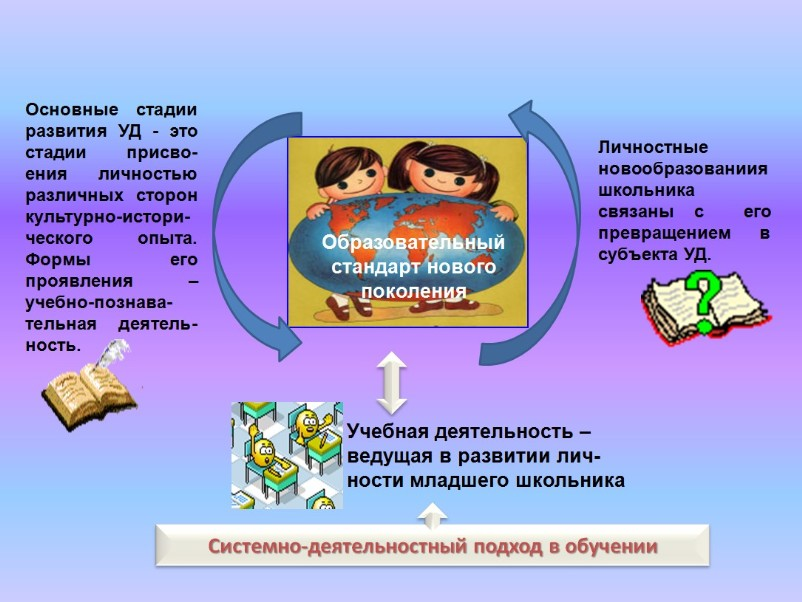 Основные стадии
развития УД - это
стадии присво-
ения личностью
различных сторон
культурно-истори-
ческого опыта.
Формы его
проявления –
учебно-познава-
тельная деятель-
ность.
Образовательный
стандарт нового
поколения
Личностные
новообразованиия
школьника
связаны с его
превращением в
субъекта УД.
Учебная деятельность –
ведущая в развитии лич-
ности младшего школьника
Системно-деятельностный подход в обучении